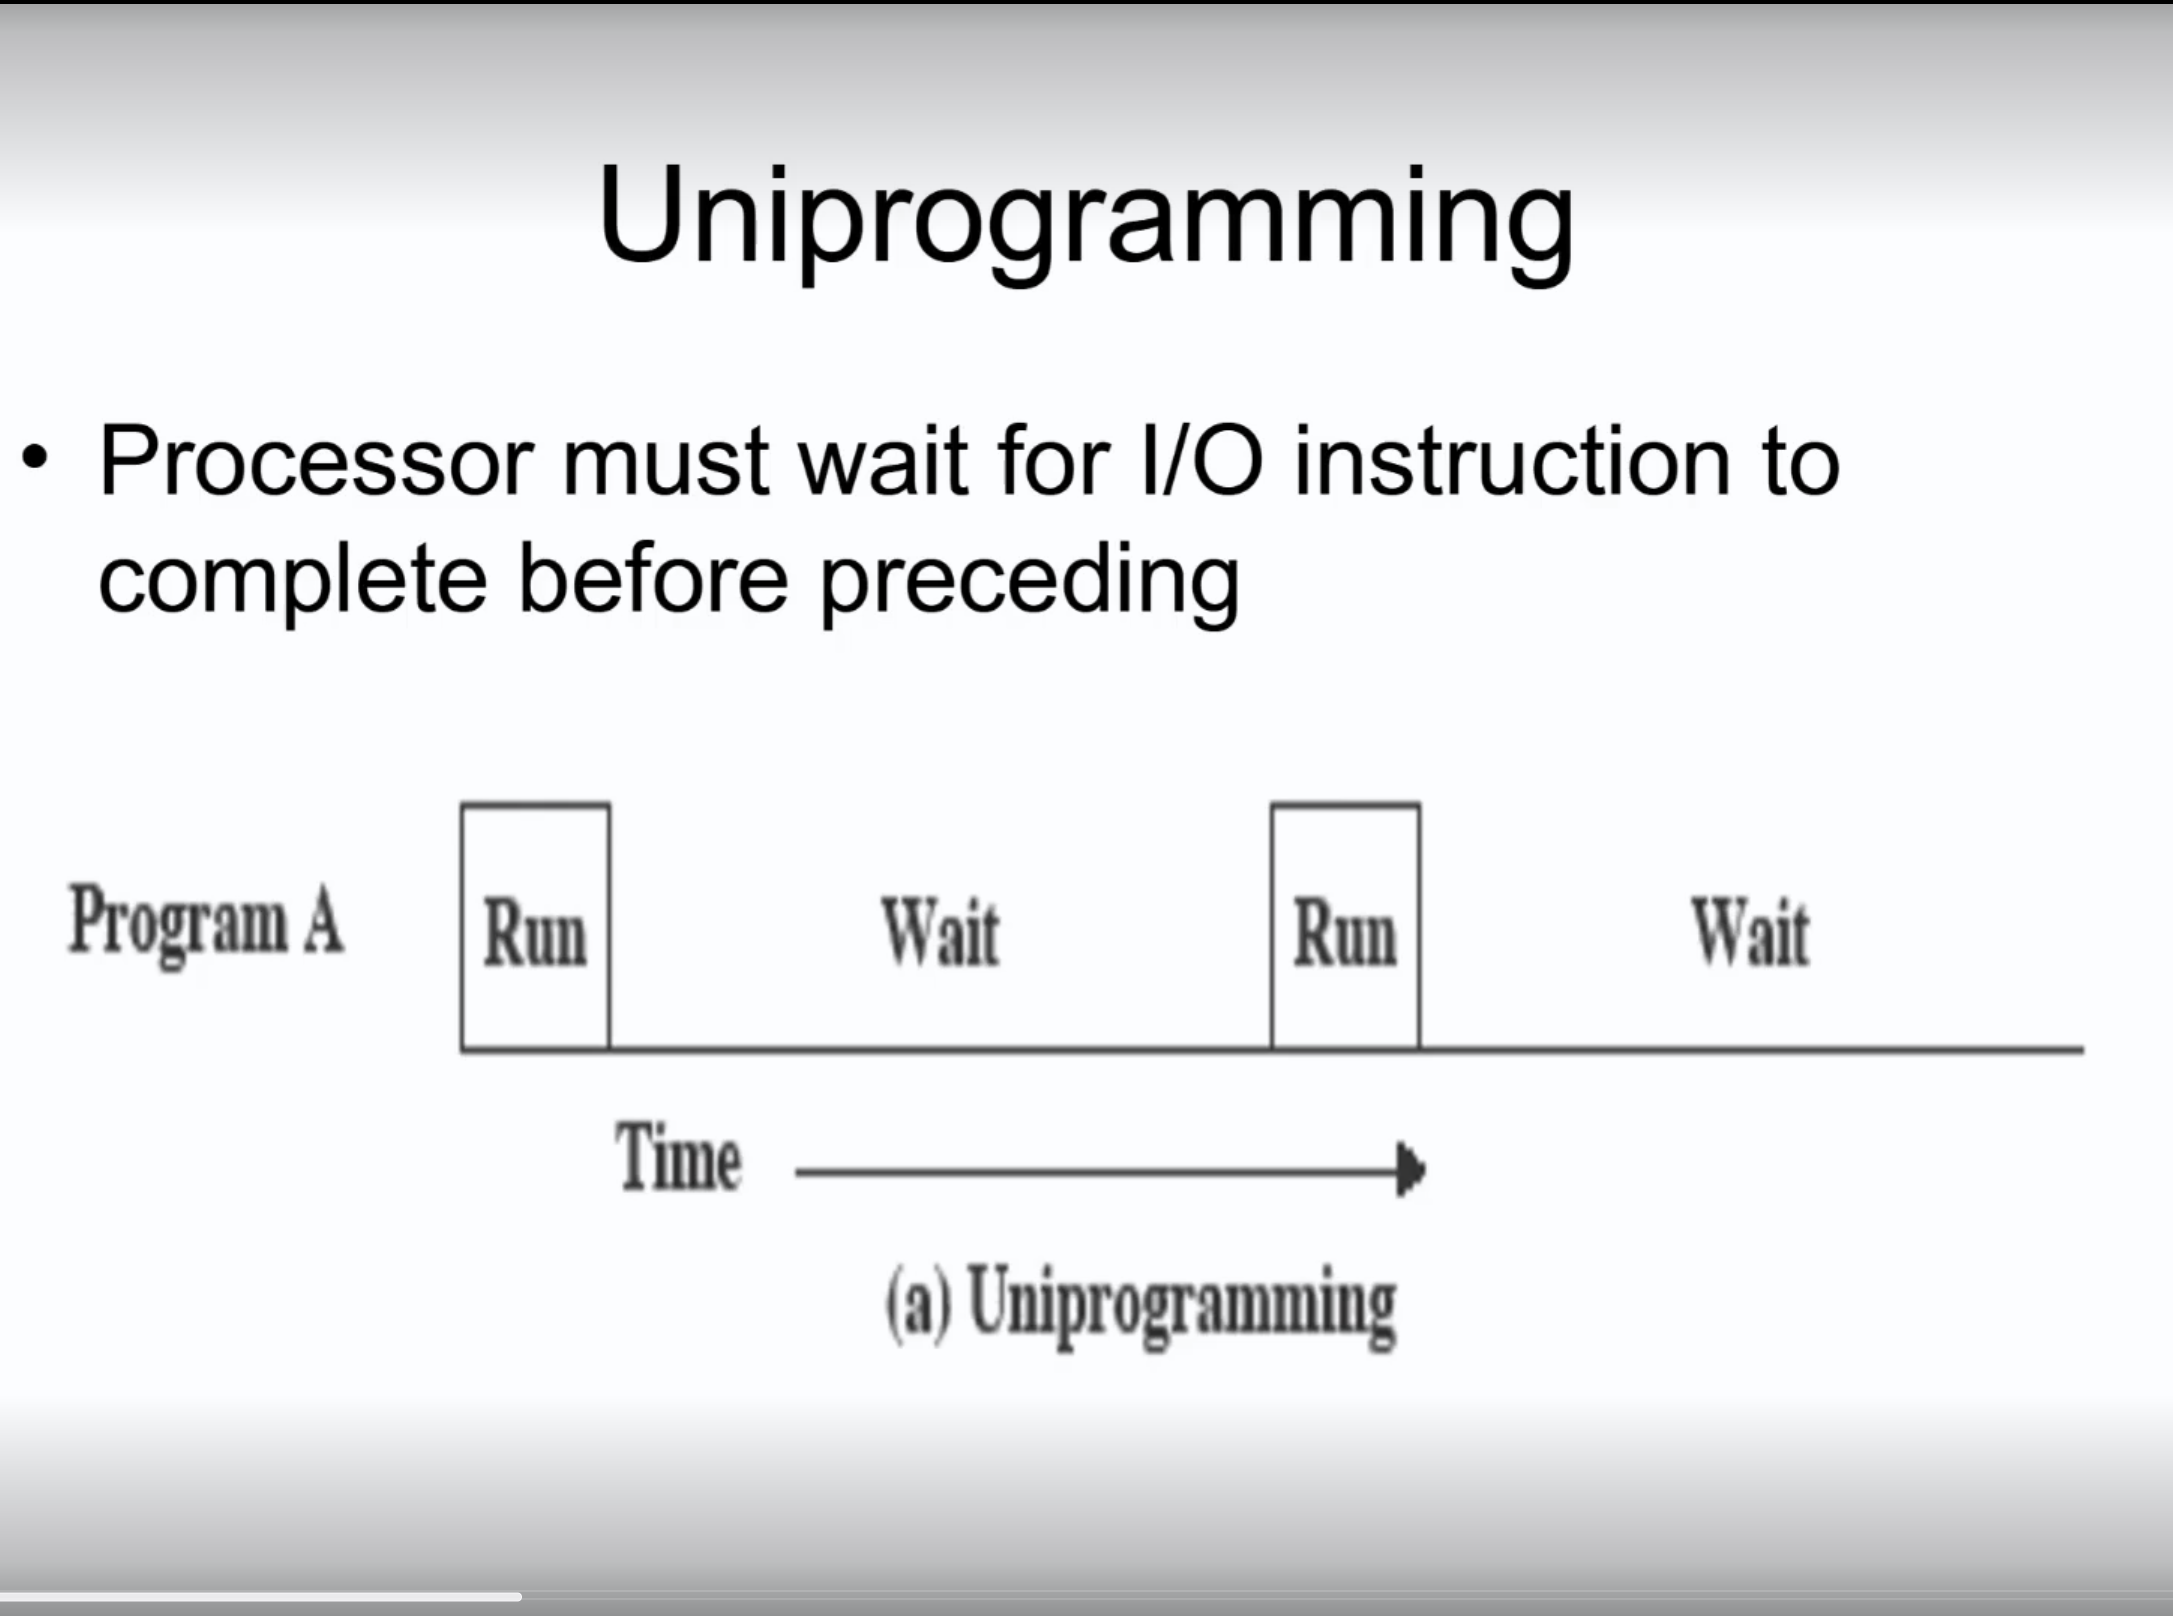 Uniprogramming
• Processor must wait for I/O instruction to
complete before preceding
Program A Run Wait Run Wait
Time
(a) Uniprogramming